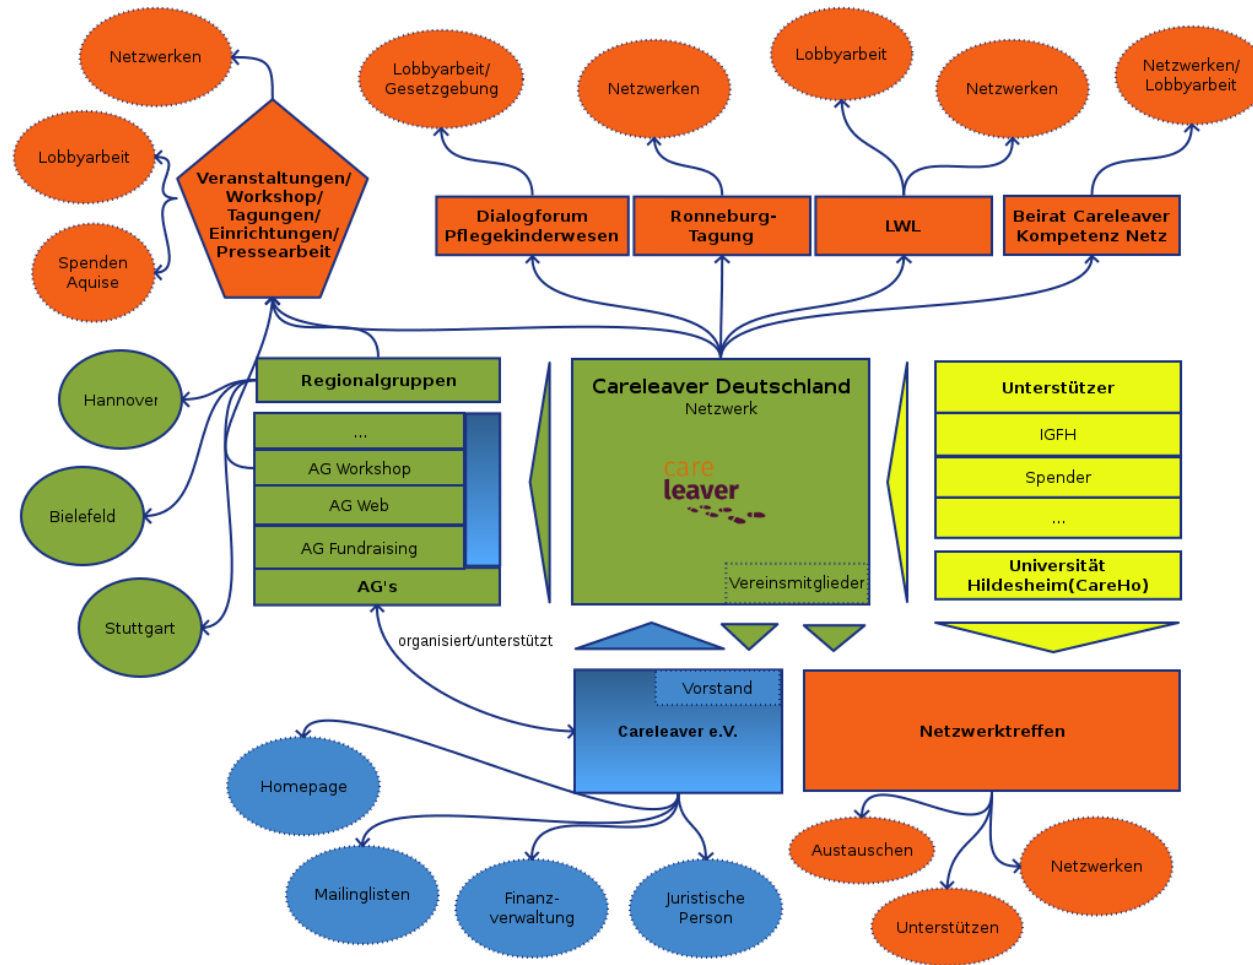 Netzwerken
Lobbyarbeit
Spenden
Aquise
Veranstaltungen/
Workshop/
Tagungen/
Einrichtungen/
Pressearbeit
Lobbyarbeit/
Gesetzgebung
Netzwerken
Lobbyarbeit
Netzwerken
Netzwerken/
Lobbyarbeit
Dialogforum
Pflegekinderwesen
Ronneburg-
Tagung
LWL
Beirat Careleaver
Kompetenz Netz
Hannover
Bielefeld
Stuttgart
Regionalgruppen
...
AG Workshop
AG Web
AG Fundraising
AG's
Careleaver Deutschland
Netzwerk
care
leaver
Vereinsmitglieder
Unterstützer
IGFH
Spender
...
Universität
Hildesheim(CareHo)
organisiert/unterstützt
Vorstand
Careleaver e.V.
Netzwerktreffen
Homepage
Mailinglisten
Finanz-
verwaltung
Juristische
Person
Austauschen
Unterstützen
Netzwerken